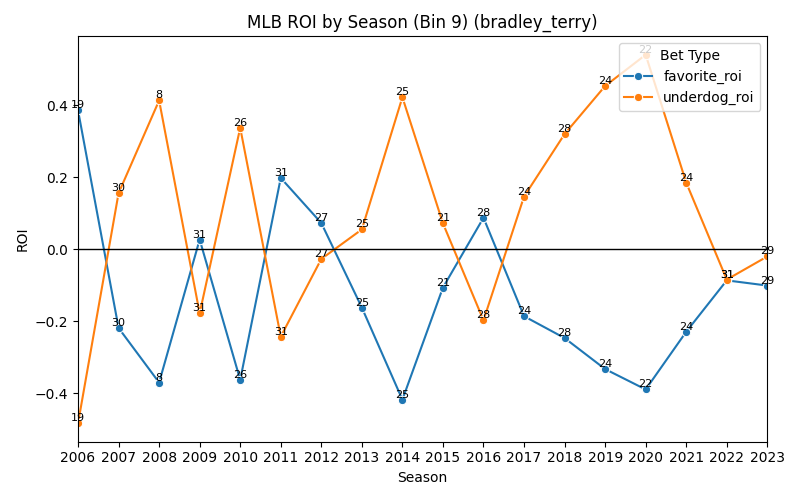 MLB ROI by Season (Bin 9) (bradley_terry)
Bet Type
favorite_roi
underdog_roi
ROI
0.4
0.2
0.0
−0.2
−0.4
19 30 8 31 26 31 27 25 25 21 28 24 28 24 22 24 31 29
19 30 8 31 26 31 27 25 25 21 28 24 28 24 22 24 31 29
2006 2007 2008 2009 2010 2011 2012 2013 2014 2015 2016 2017 2018 2019 2020 2021 2022 2023
Season